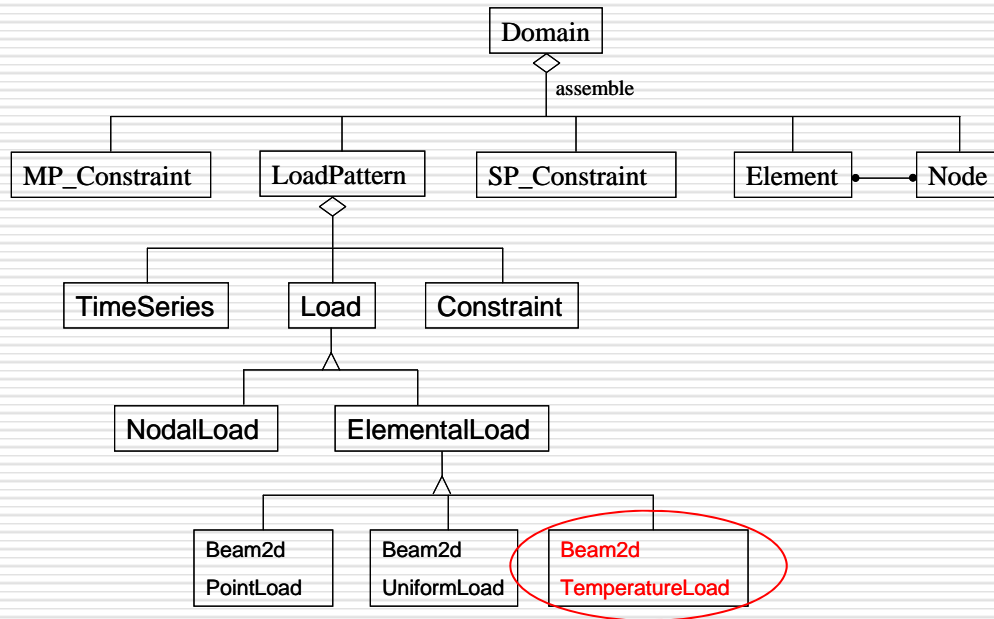 Domain
assemble
MP_Constraint
LoadPattern
SP_Constraint
Element
Node
TimeSeries
Load
Constraint
NodalLoad
ElementalLoad
Beam2d
PointLoad
Beam2d
UniformLoad
Beam2d
TemperatureLoad